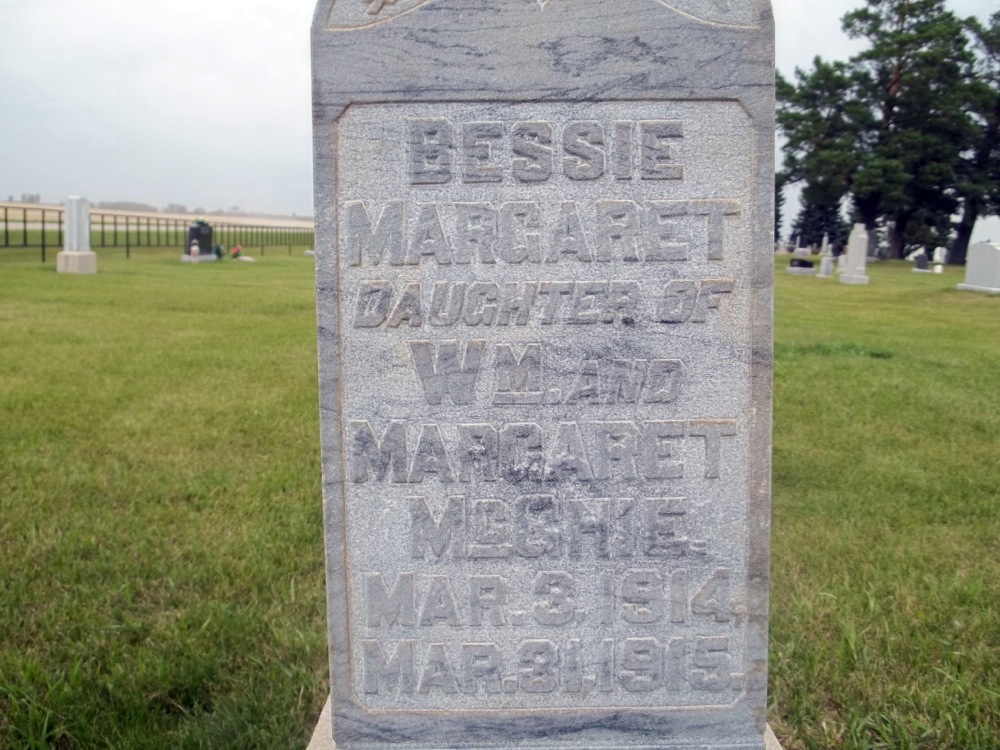 BESSIE
MARGARET
DAUGHTER OF
WM. AND
MARGARET
McGHIE.
MAR. 3, 1914.
MAR. 31, 1915.